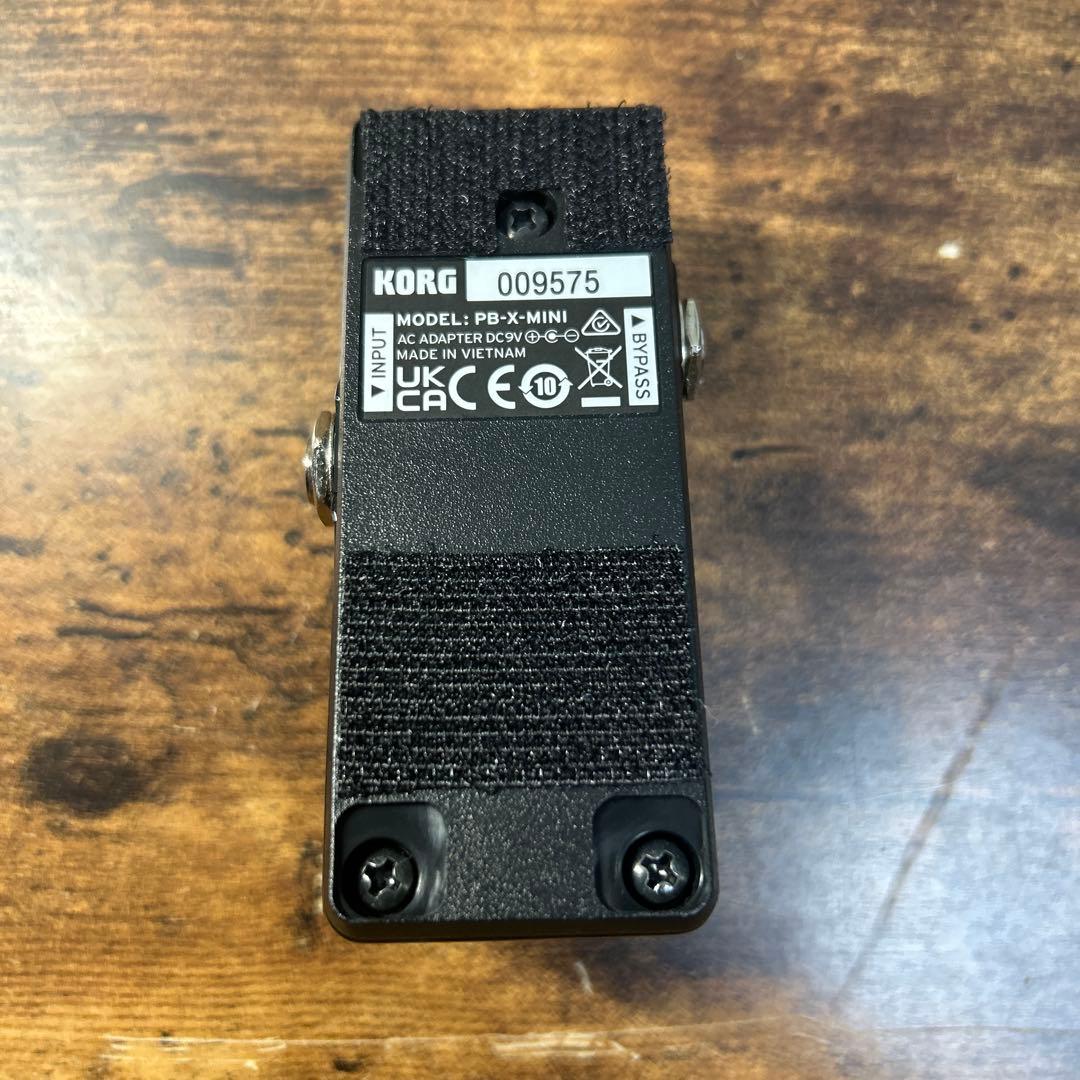 KORG 009575
MODEL: PB-X-MINI
AC ADAPTER DC9V
MADE IN VIETNAM
▼INPUT
▲BYPASS
UK
CA CE 10